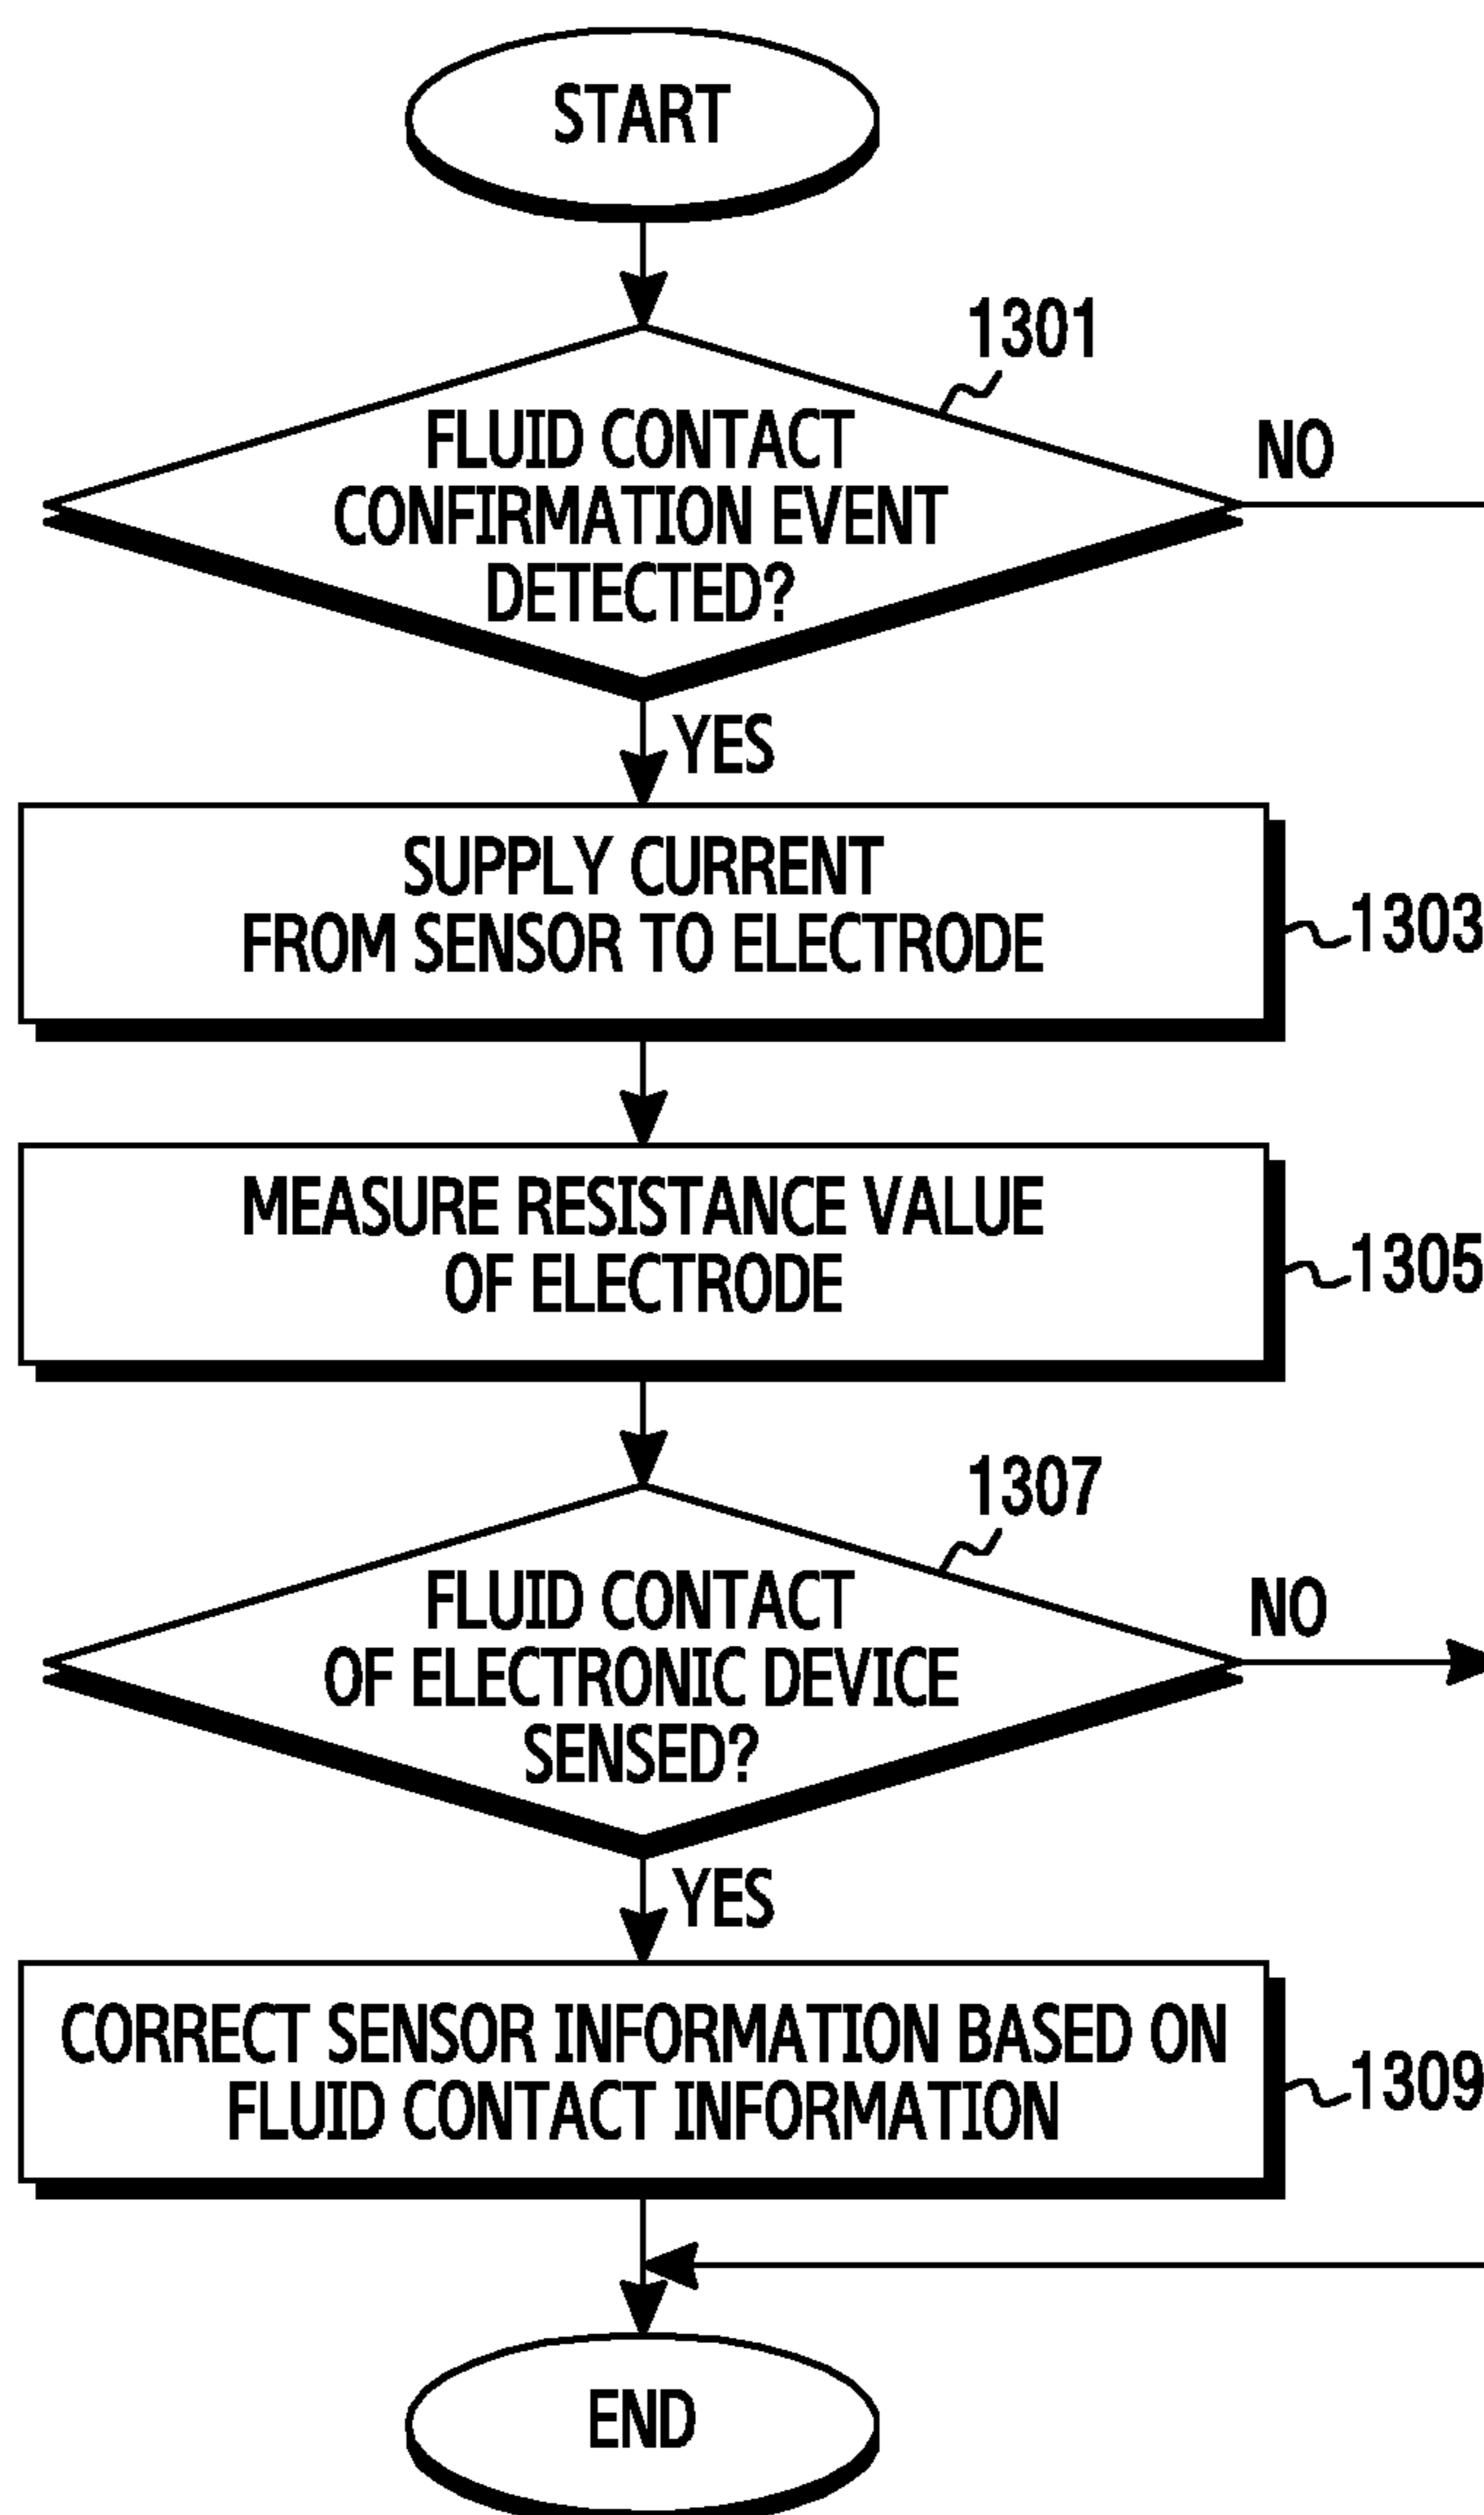 START
1301
NO
FLUID CONTACT
CONFIRMATION EVENT
DETECTED?
YES
SUPPLY CURRENT
FROM SENSOR TO ELECTRODE
1303
MEASURE RESISTANCE VALUE
OF ELECTRODE
1305
1307
NO
FLUID CONTACT
OF ELECTRONIC DEVICE
SENSED?
YES
CORRECT SENSOR INFORMATION BASED ON
FLUID CONTACT INFORMATION
1309
END